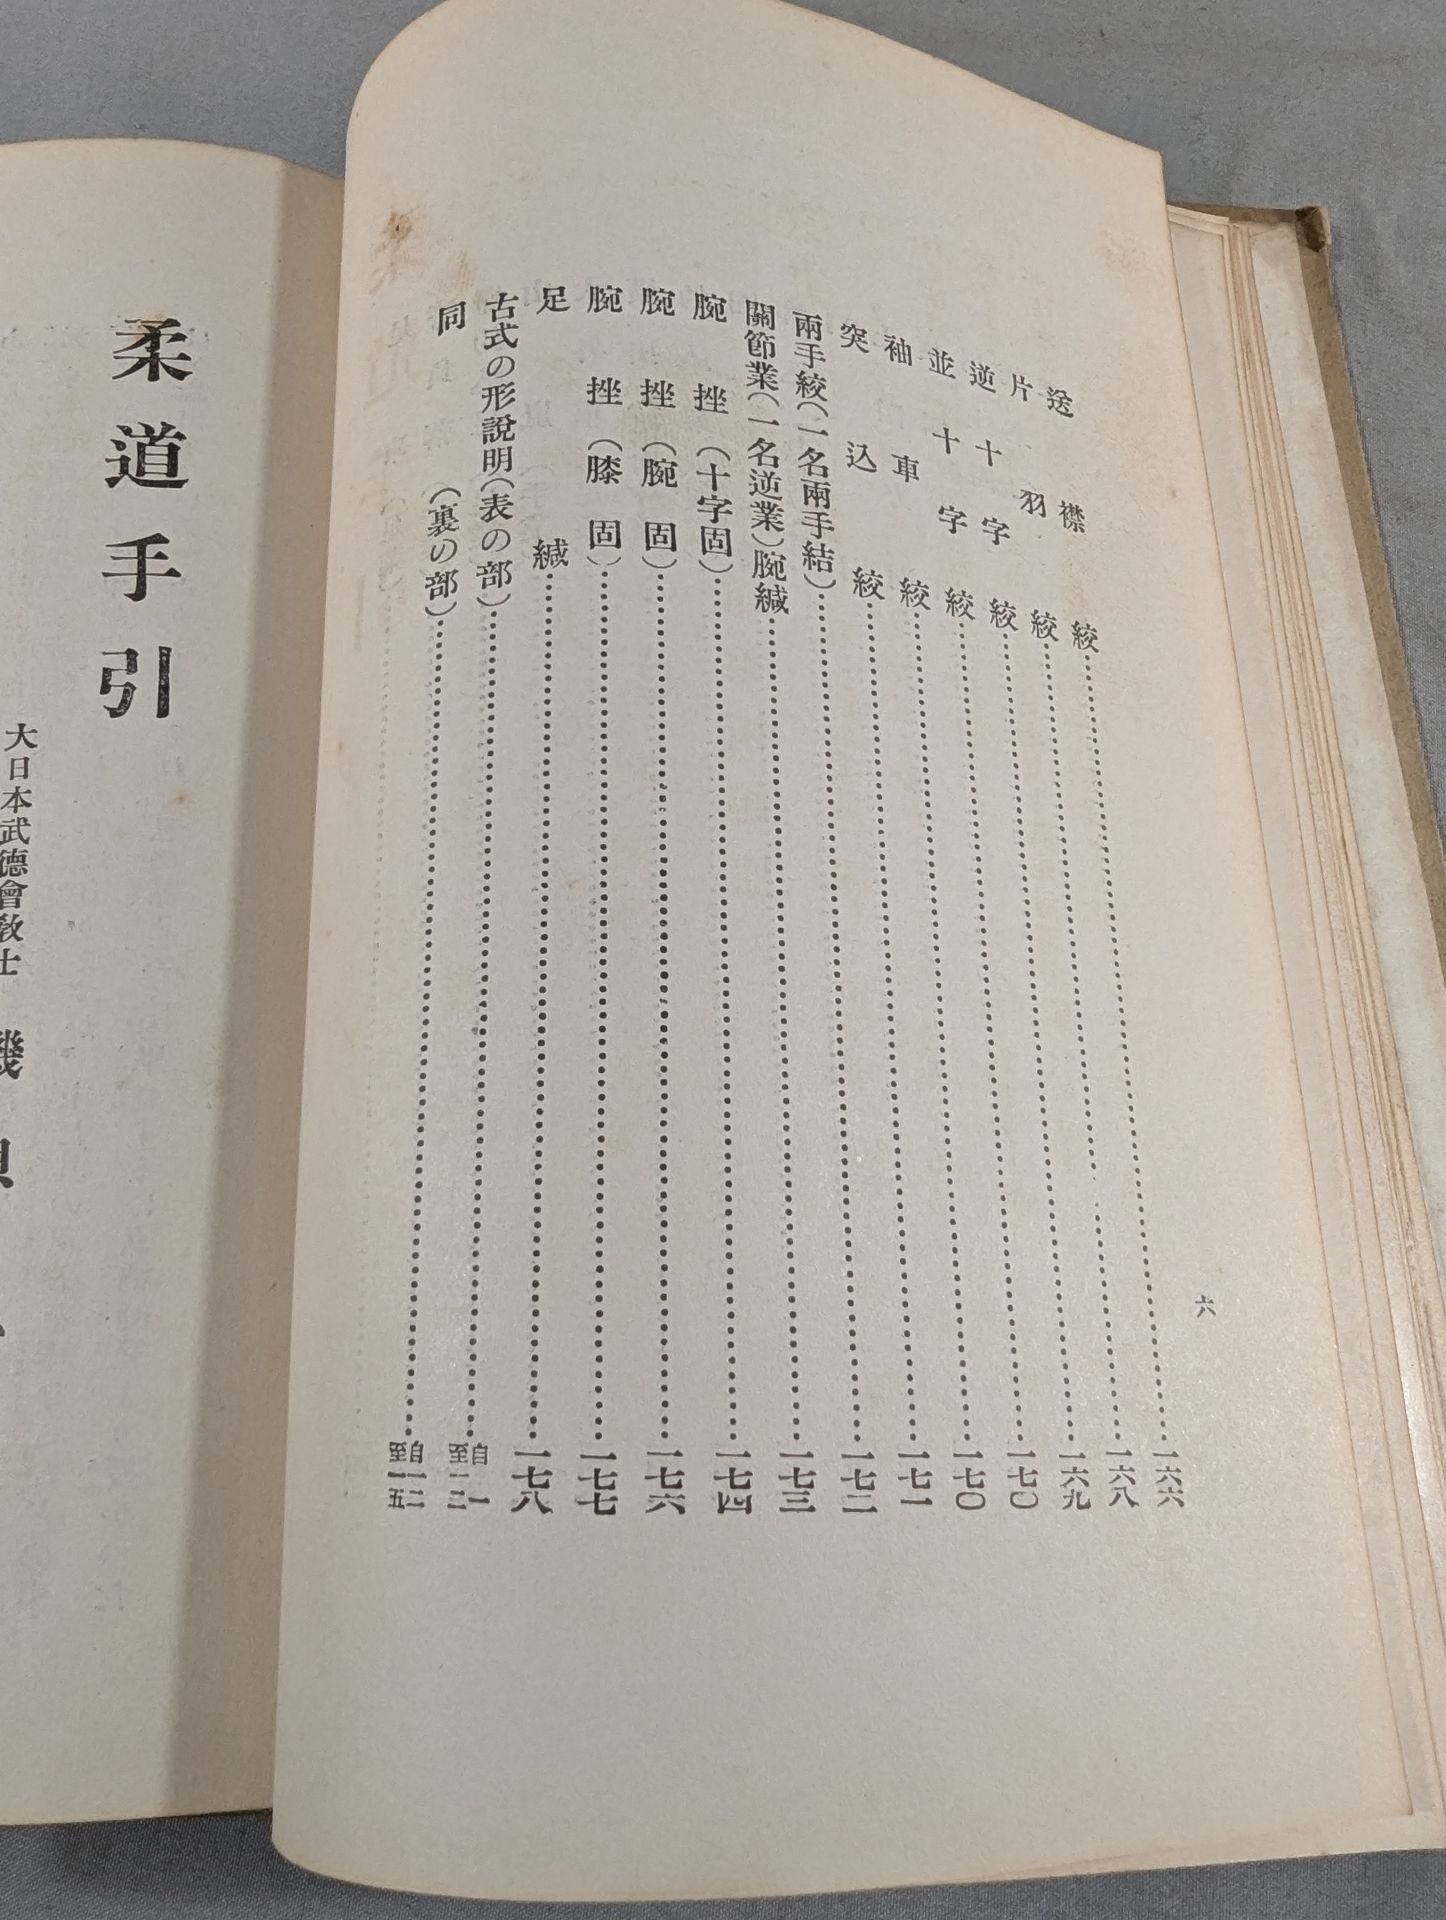 六
送襟絞……一六六
片羽絞……一六八
逆十字絞……一六九
並十字絞……一七〇
袖車絞……一七〇
突込絞……一七一
兩手絞(一名兩手結)……一七二
關節業(一名逆業)腕緘……一七三
腕挫(十字固)……一七四
腕挫(腕固)……一七六
腕挫(膝固)……一七七
足緘……一七八
古式の形說明(表の部)……自一至一二
同(裏の部)……自一二至一五
柔道手引
大日本武德會敎士 磯貝